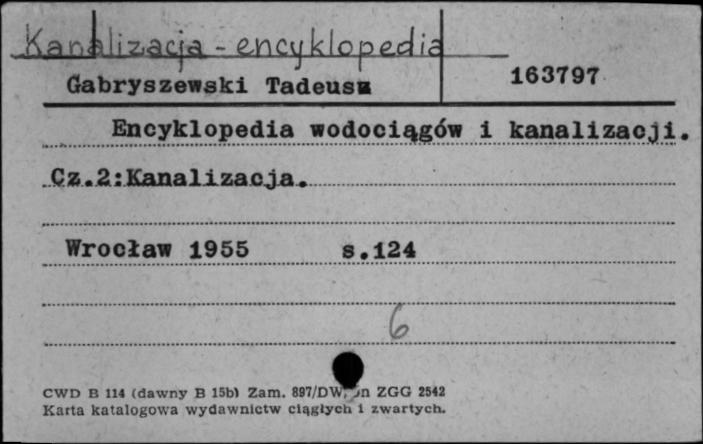 Kanalizacja - encyklopedia
Gabryszewski Tadeusz 163797
Encyklopedia wodociągów i kanalizacji.
Cz.2:Kanalizacja.
Wrocław 1955 s.124
6
CWD B 114 (dawny B 15b) Zam. 897/DW. ZGG 2542
Karta katalogowa wydawnictw ciągłych i zwartych.